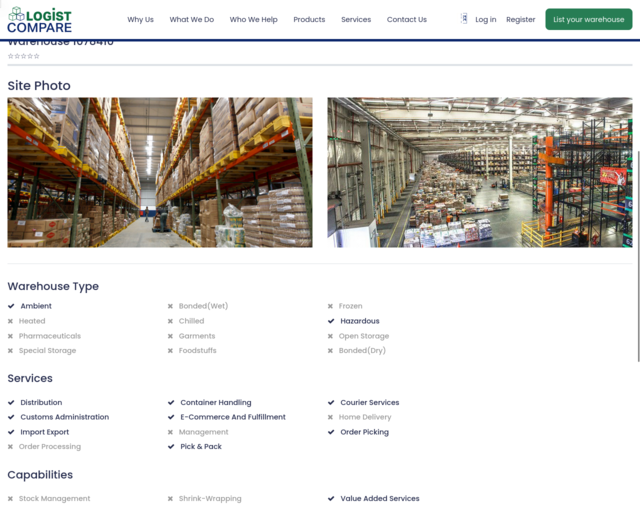 LOGIST
COMPARE
Why Us What We Do Who We Help Products Services Contact Us Log in Register List your warehouse
Warehouse 1078410
☆☆☆☆☆
Site Photo
Warehouse Type
Ambient Bonded(Wet) Frozen
Heated Chilled Hazardous
Pharmaceuticals Garments Open Storage
Special Storage Foodstuffs Bonded(Dry)
Services
Distribution Container Handling Courier Services
Customs Administration E-Commerce And Fulfillment Home Delivery
Import Export Management Order Picking
Order Processing Pick & Pack
Capabilities
Stock Management Shrink-Wrapping Value Added Services